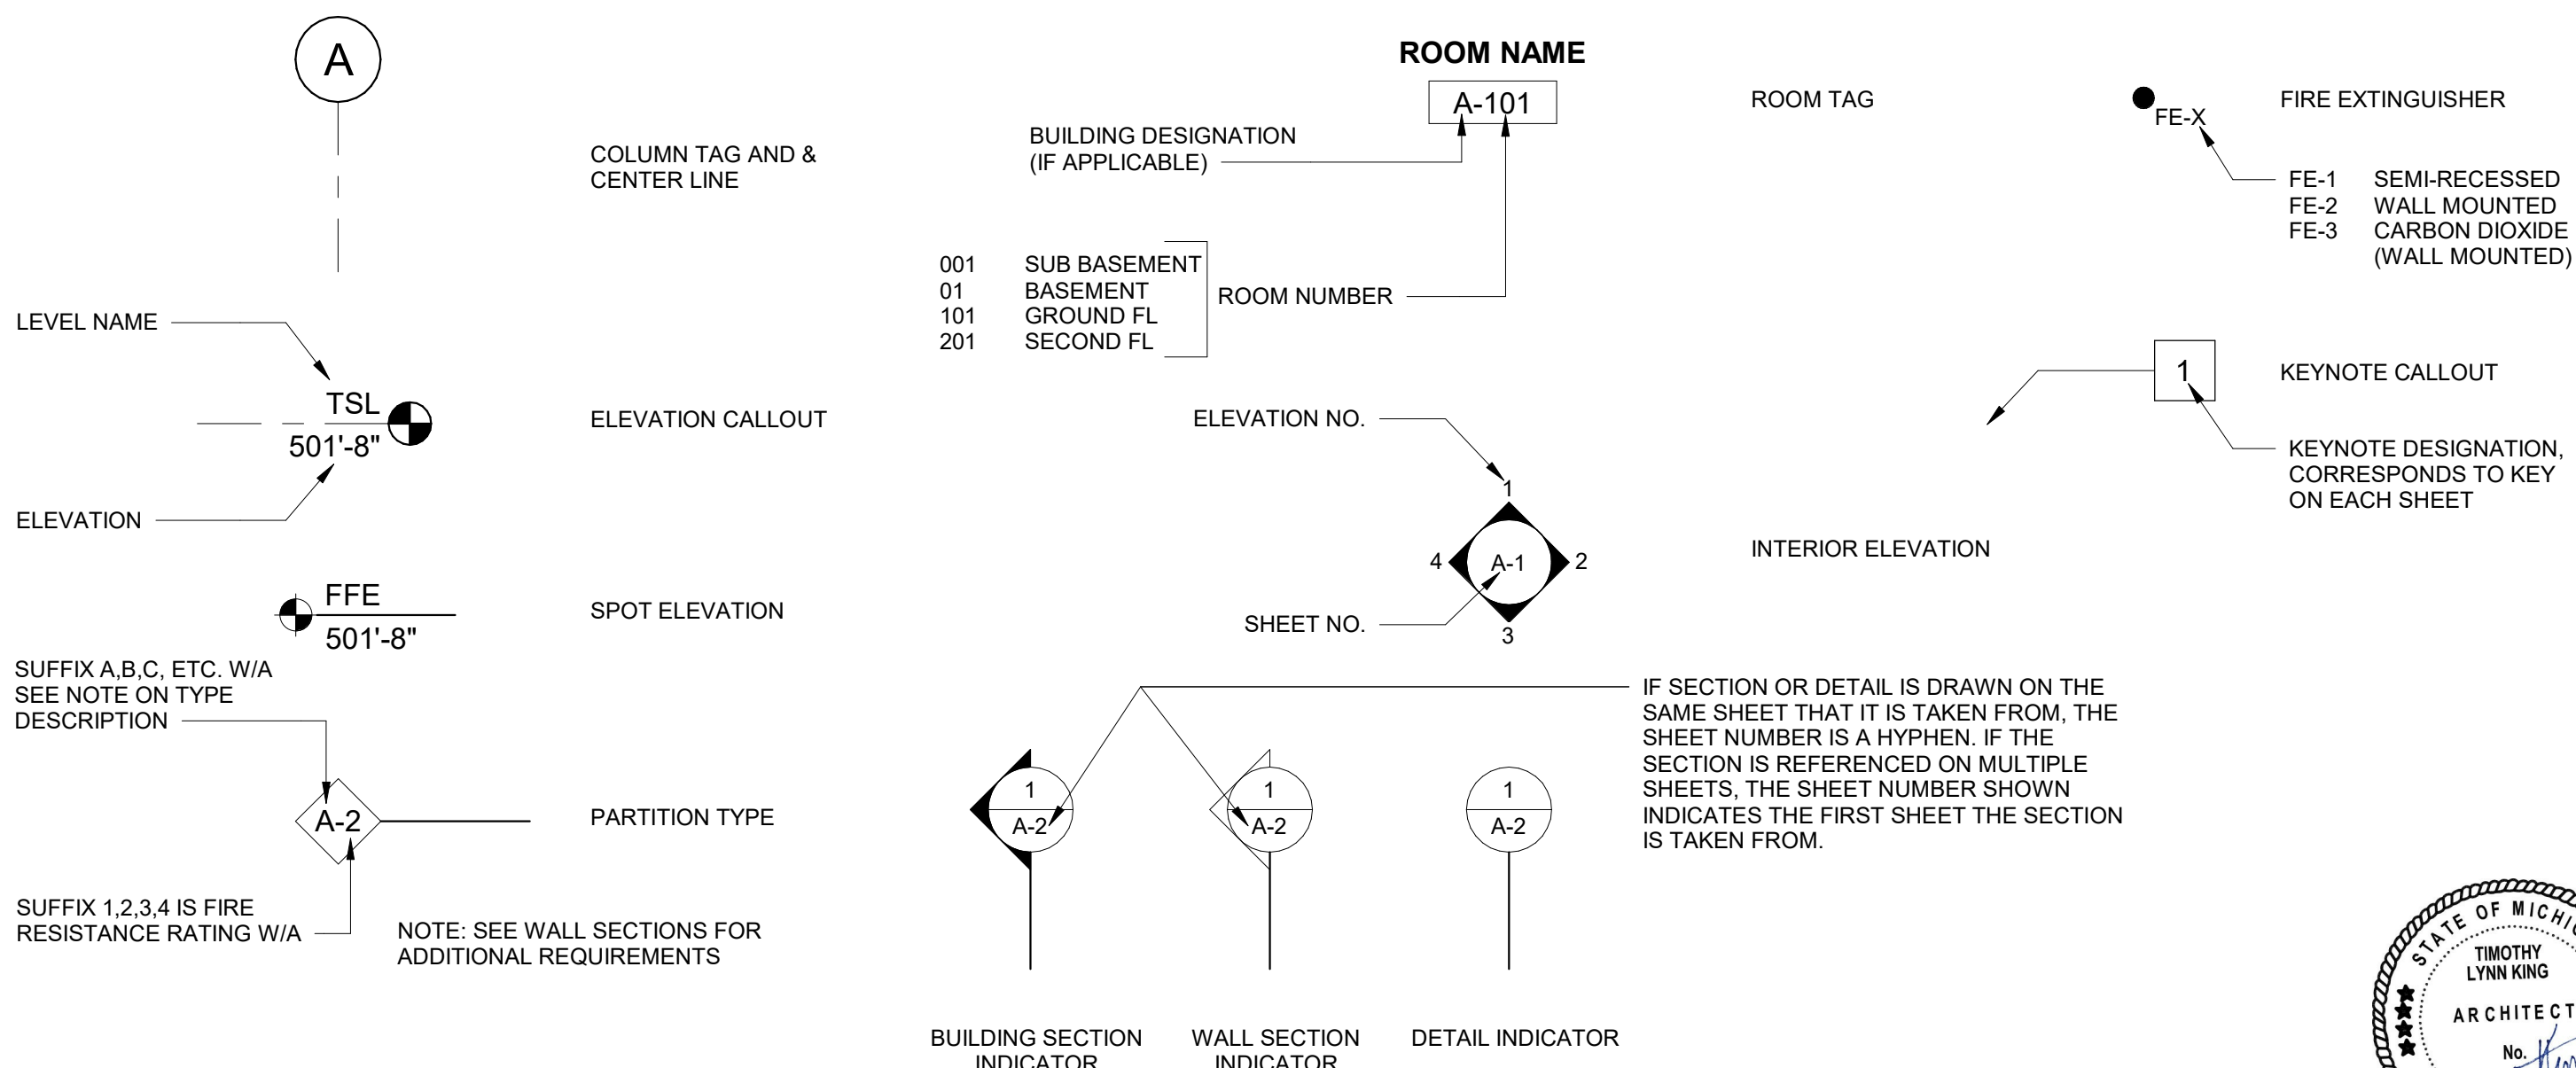 A
COLUMN TAG AND &
CENTER LINE
LEVEL NAME
TSL
501'-8"
ELEVATION CALLOUT
ELEVATION
FFE
501'-8"
SPOT ELEVATION
SUFFIX A,B,C, ETC. W/A
SEE NOTE ON TYPE
DESCRIPTION
A-2
PARTITION TYPE
SUFFIX 1,2,3,4 IS FIRE
RESISTANCE RATING W/A
NOTE: SEE WALL SECTIONS FOR
ADDITIONAL REQUIREMENTS
ROOM NAME
A-101
ROOM TAG
BUILDING DESIGNATION
(IF APPLICABLE)
001 SUB BASEMENT
01 BASEMENT
101 GROUND FL
201 SECOND FL
ROOM NUMBER
ELEVATION NO.
1
4
A-1
2
3
INTERIOR ELEVATION
SHEET NO.
IF SECTION OR DETAIL IS DRAWN ON THE
SAME SHEET THAT IT IS TAKEN FROM, THE
SHEET NUMBER IS A HYPHEN. IF THE
SECTION IS REFERENCED ON MULTIPLE
SHEETS, THE SHEET NUMBER SHOWN
INDICATES THE FIRST SHEET THE SECTION
IS TAKEN FROM.
1
A-2
1
A-2
1
A-2
BUILDING SECTION
INDICATOR
WALL SECTION
INDICATOR
DETAIL INDICATOR
FE-X
FIRE EXTINGUISHER
FE-1 SEMI-RECESSED
FE-2 WALL MOUNTED
FE-3 CARBON DIOXIDE
(WALL MOUNTED)
1
KEYNOTE CALLOUT
KEYNOTE DESIGNATION,
CORRESPONDS TO KEY
ON EACH SHEET
STATE OF
TIMOTHY
LYNN KING
ARCHITECT
No.